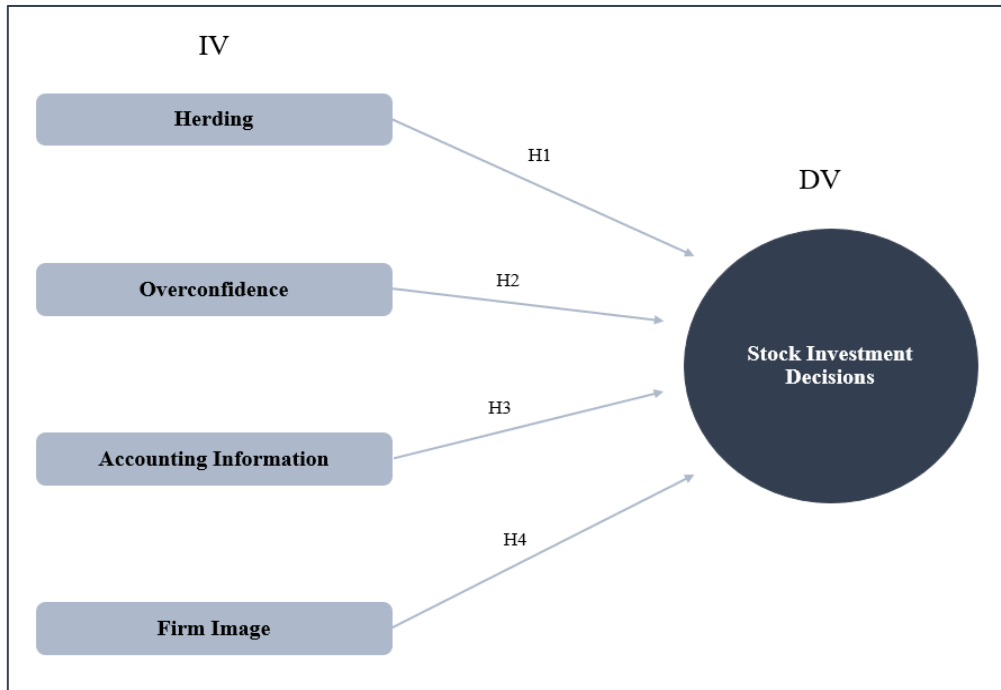 IV
Herding
H1
DV
Overconfidence
H2
Stock Investment
Decisions
H3
Accounting Information
H4
Firm Image